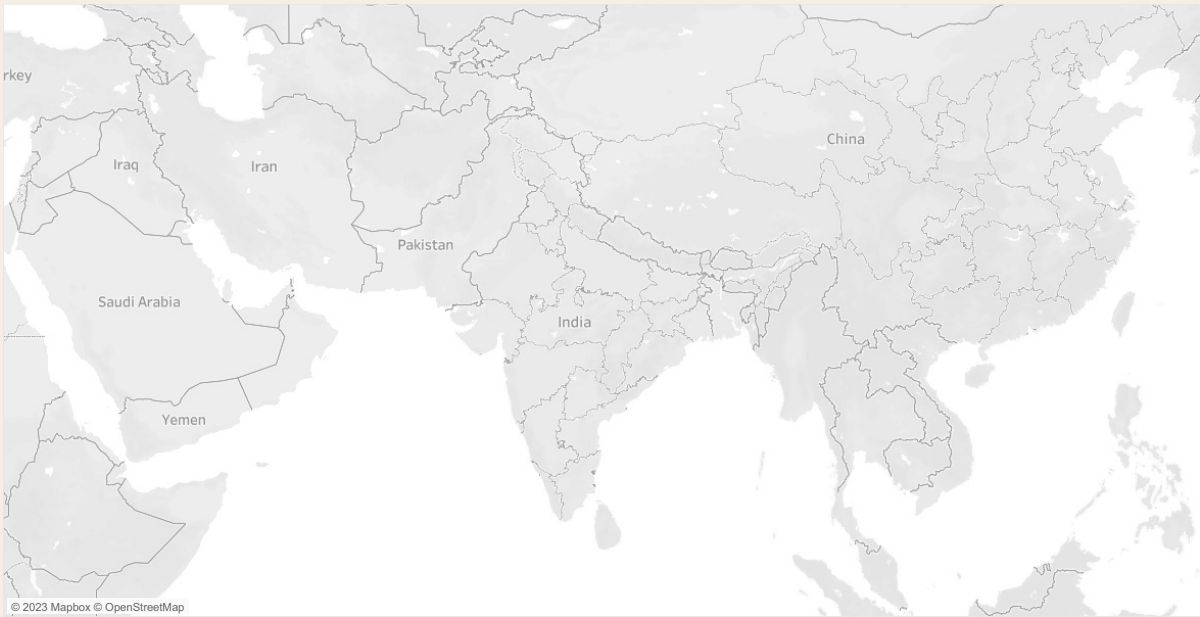 rkey
China
Iraq
Iran
Pakistan
Saudi Arabia
India
Yemen
© 2023 Mapbox © OpenStreetMap